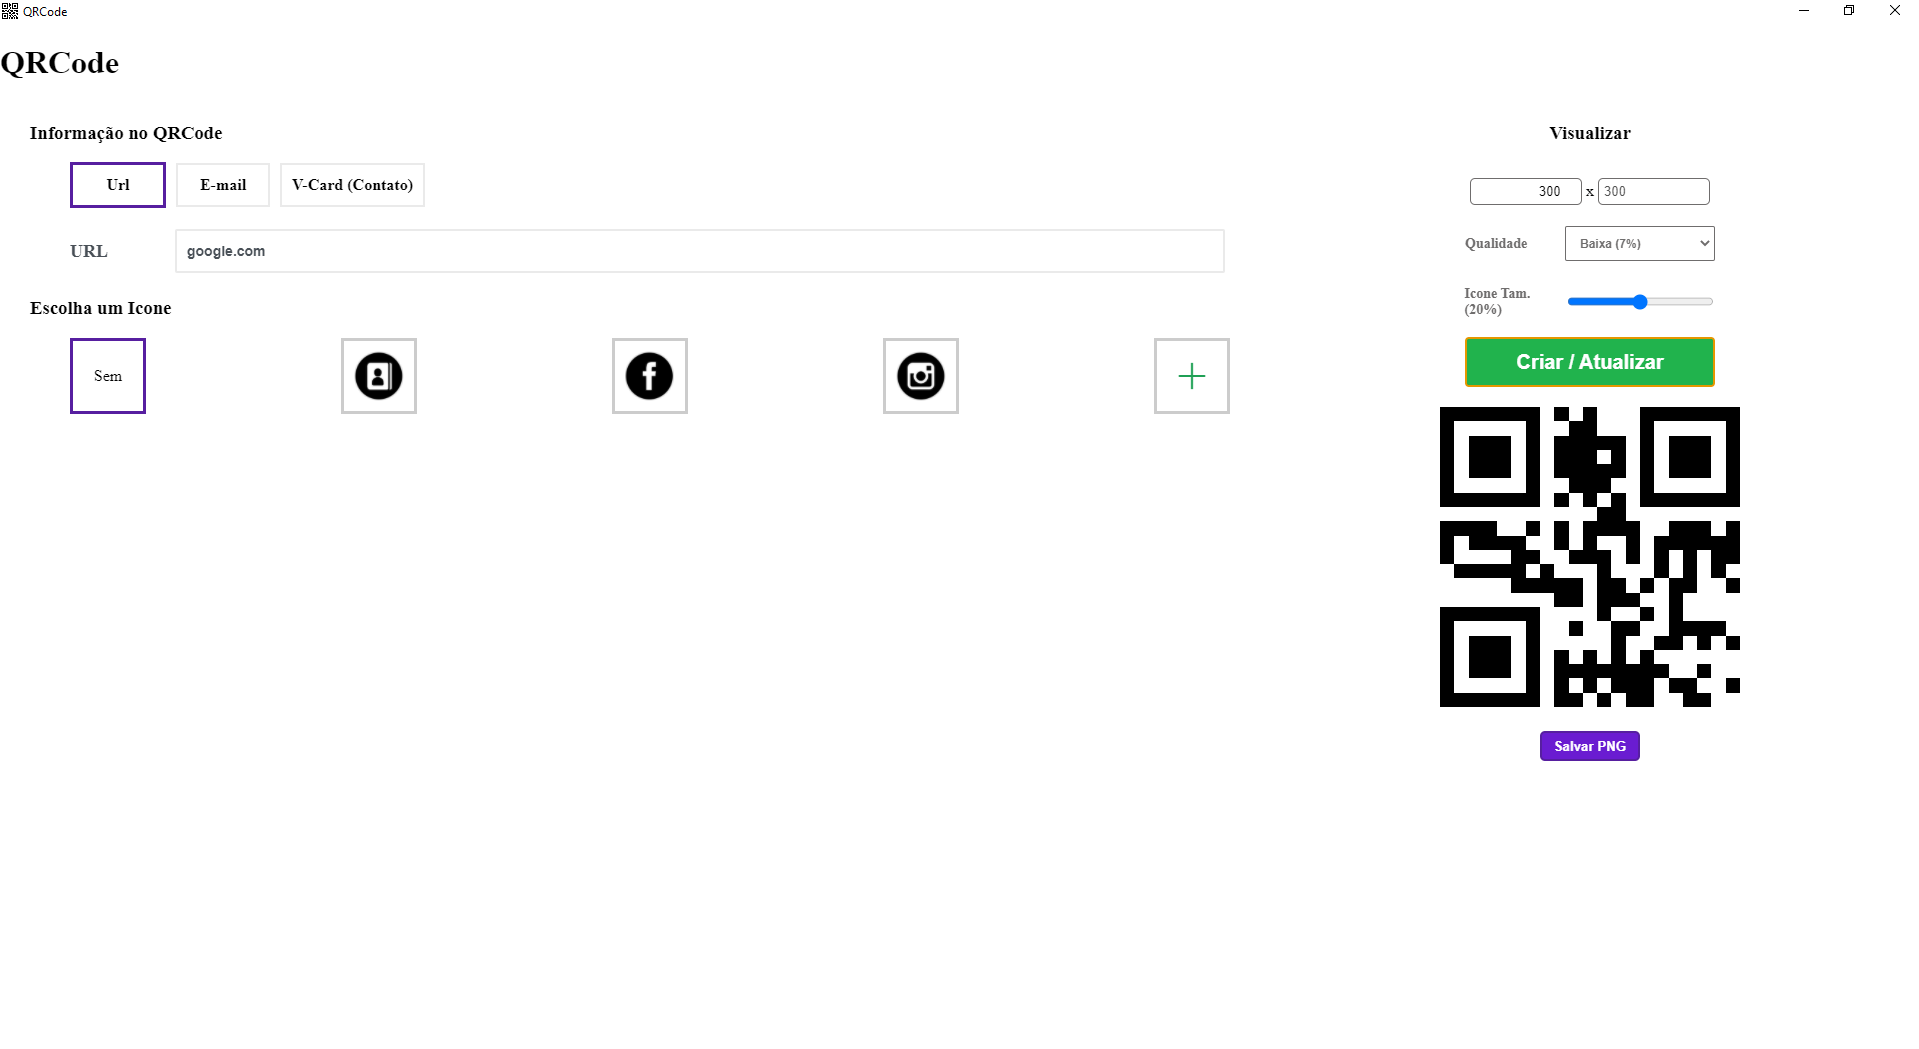 QRCode
QRCode
Informação no QRCode
Url
E-mail
V-Card (Contato)
URL
google.com
Escolha um Icone
Sem
Visualizar
300 x 300
Qualidade
Baixa (7%)
Icone Tam.
(20%)
Criar / Atualizar
Salvar PNG